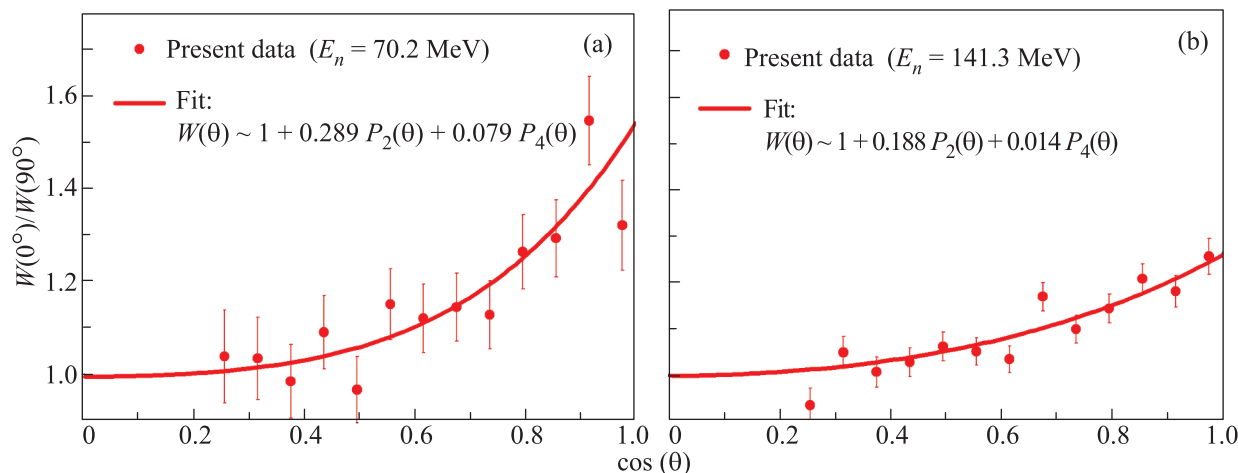 W(0°)/W(90°)
(a)
Present data (Eₙ = 70.2 MeV)
Fit:
W(θ) ~ 1 + 0.289 P₂(θ) + 0.079 P₄(θ)
1.6
1.4
1.2
1.0
0 0.2 0.4 0.6 0.8 1.0
(b)
Present data (Eₙ = 141.3 MeV)
Fit:
W(θ) ~ 1 + 0.188 P₂(θ) + 0.014 P₄(θ)
0 0.2 0.4 0.6 0.8 1.0
cos (θ)